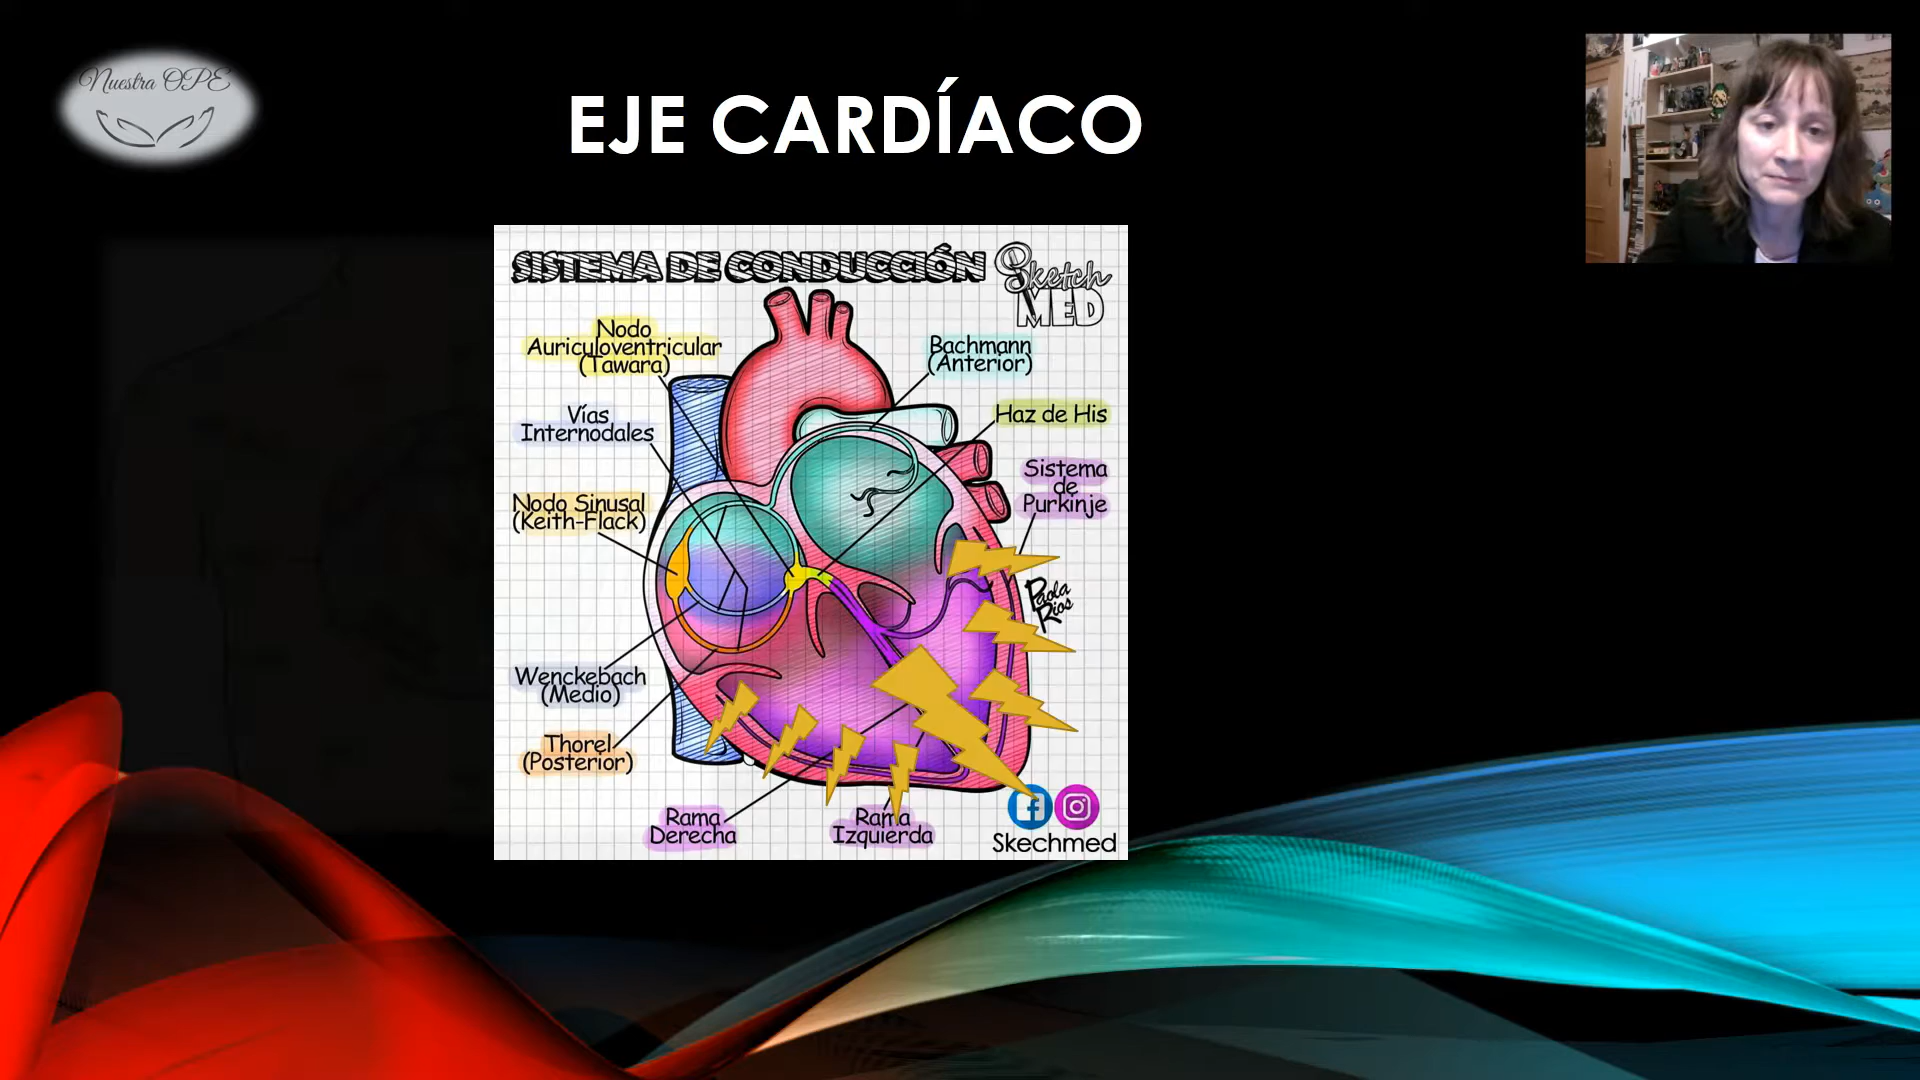 Nuestra OPE
EJE CARDÍACO
SISTEMA DE CONDUCCIÓN
Sketch
MED
Nodo
Auriculoventricular
(Tawara)
Bachmann
(Anterior)
Vías
Internodales
Haz de His
Sistema
de
Purkinje
Nodo Sinusal
(Keith-Flack)
Paola
Rios
Wenckebach
(Medio)
Thorel
(Posterior)
Rama
Derecha
Rama
Izquierda
Skechmed